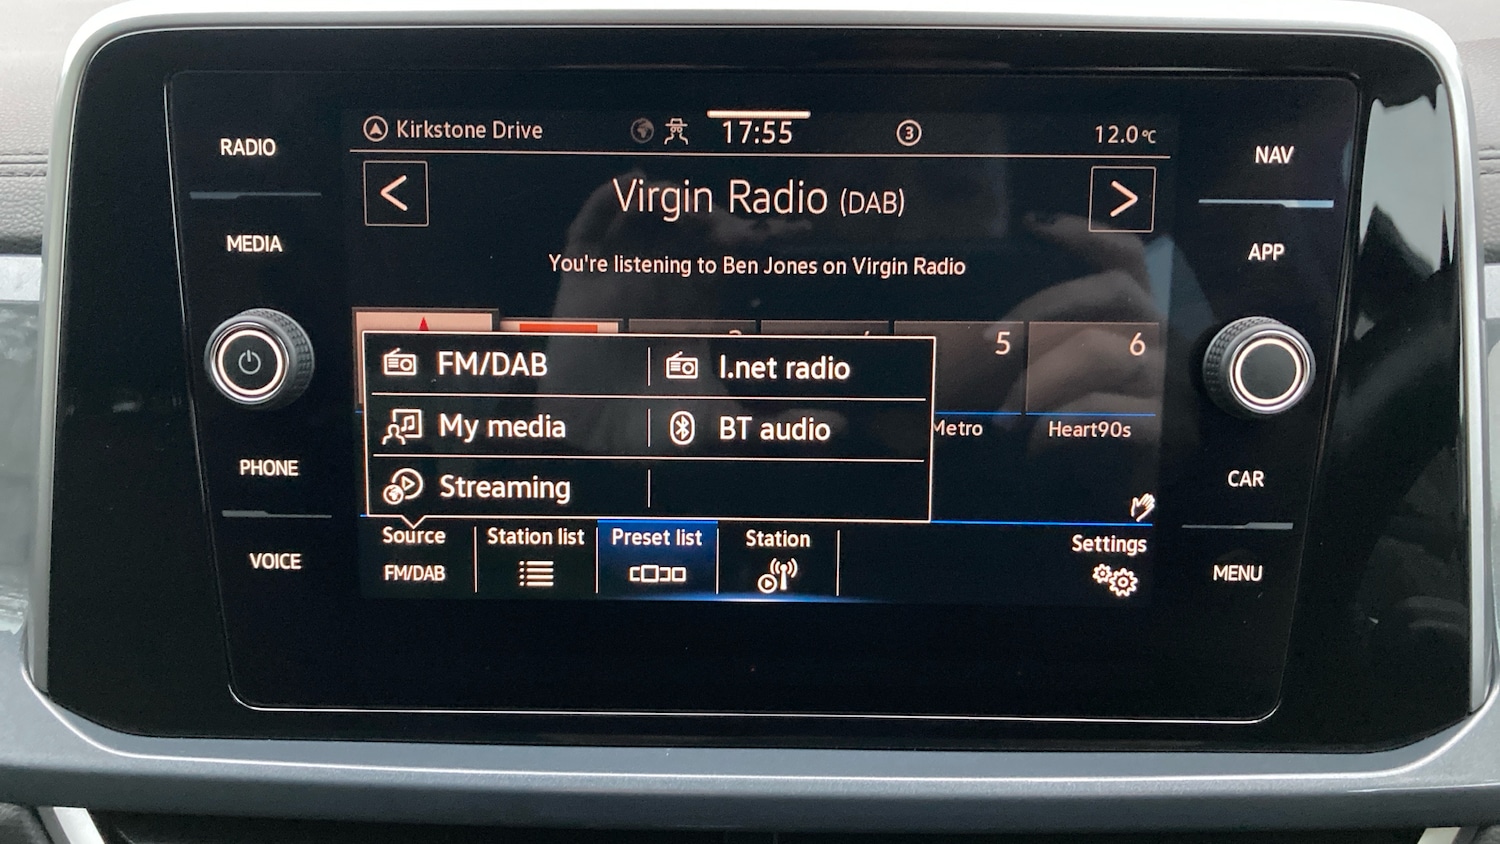 RADIO
MEDIA
PHONE
VOICE
Kirkstone Drive
17:55
3
12.0°C
Virgin Radio (DAB)
You're listening to Ben Jones on Virgin Radio
5
6
FM/DAB
I.net radio
My media
BT audio
Streaming
Metro
Heart90s
Source
FM/DAB
Station list
Preset list
Station
Settings
NAV
APP
CAR
MENU